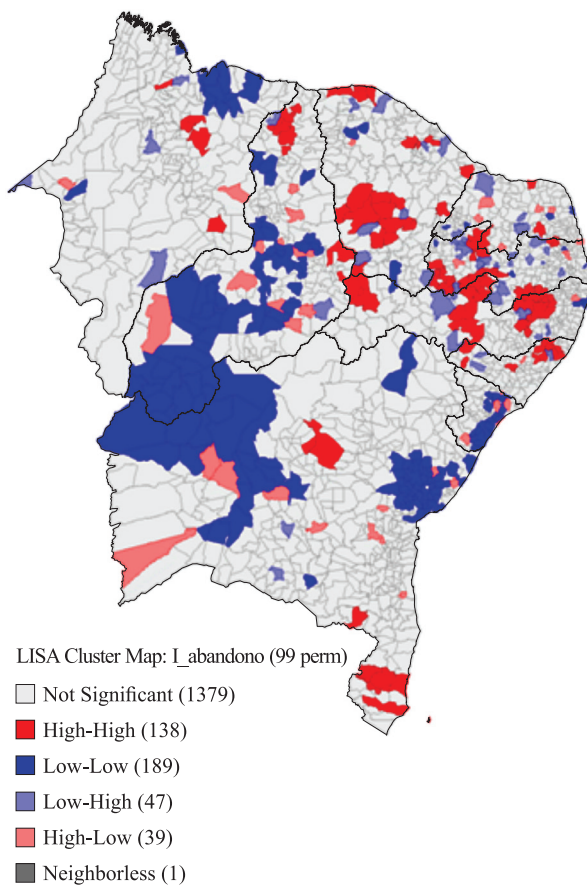 LISA Cluster Map: I_abandono (99 perm)
Not Significant (1379)
High-High (138)
Low-Low (189)
Low-High (47)
High-Low (39)
Neighborless (1)